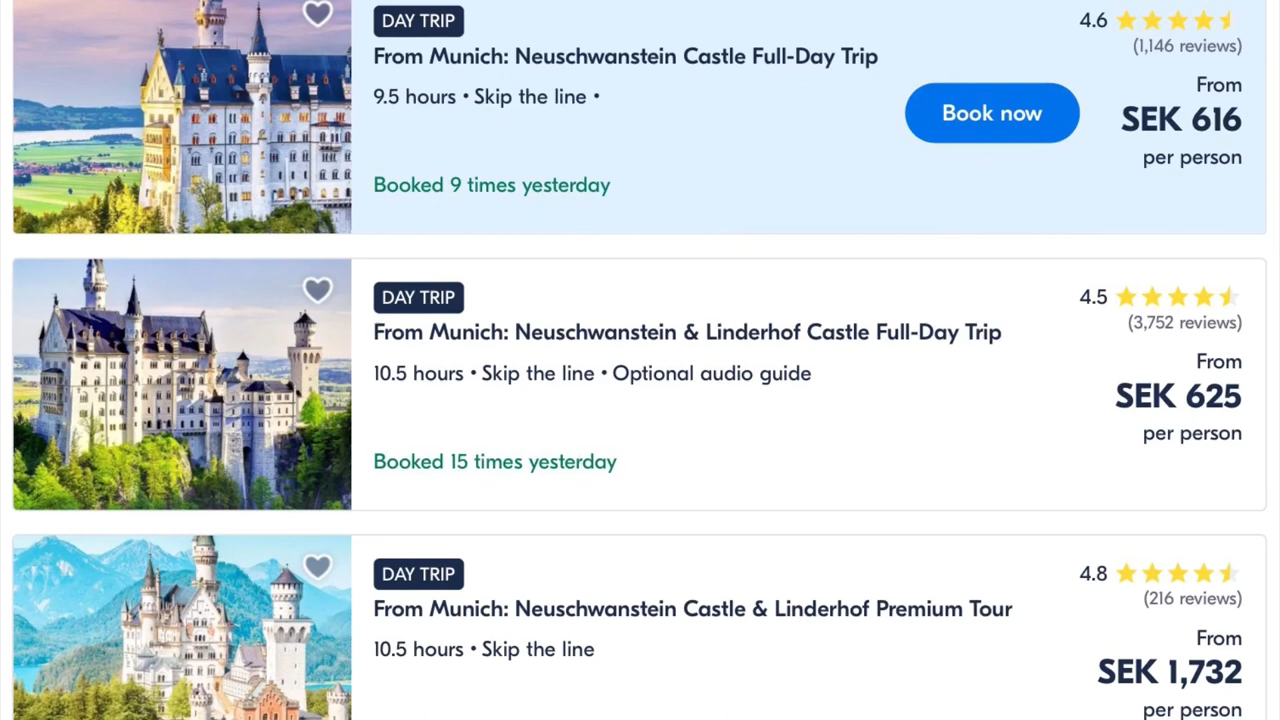 DAY TRIP
4.6
From Munich: Neuschwanstein Castle Full-Day Trip
(1,146 reviews)
9.5 hours • Skip the line •
From
Book now
SEK 616
per person
Booked 9 times yesterday
DAY TRIP
4.5
From Munich: Neuschwanstein & Linderhof Castle Full-Day Trip
(3,752 reviews)
10.5 hours • Skip the line • Optional audio guide
From
SEK 625
per person
Booked 15 times yesterday
DAY TRIP
4.8
From Munich: Neuschwanstein Castle & Linderhof Premium Tour
(216 reviews)
10.5 hours • Skip the line
From
SEK 1,732
per person